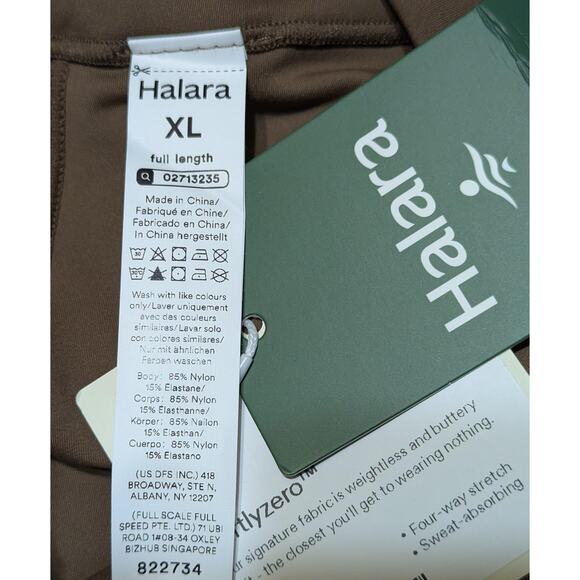 Halara
XL
full length
02713235
Made in China/
Fabriqué en Chine/
Fabricado en China/
In China hergestellt
30
30°C
Wash with like colours
only/Laver uniquement
avec des couleurs
similaires/Lavar solo
con colores similares/
Nur mit ähnlichen
Farben waschen
Body: 85% Nylon
15% Elastane/
Corps: 85% Nylon
15% Élasthanne/
Körper: 85% Nailon
15% Elasthan/
Cuerpo: 85% Nylon
15% Elastano
(US DFS INC.) 418
BROADWAY, STE N,
ALBANY, NY 12207
(FULL SCALE FULL
SPEED PTE. LTD.) 71 UBI
ROAD 1#08-34 OXLEY
BIZHUB SINGAPORE
822734
Halara
tlyzero™
ur signature fabric is weightless and buttery
ft - the closest you'll get to wearing nothing.
• Four-way stretch
• Sweat-absorbing